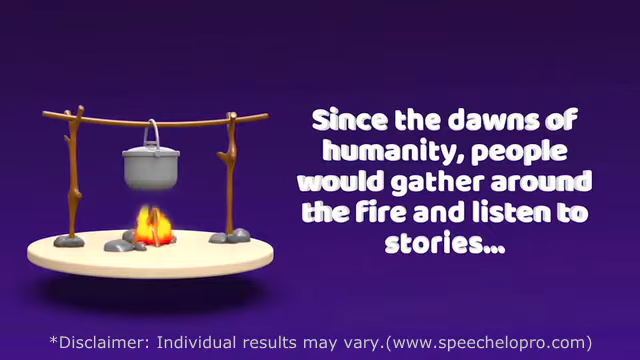 Since the dawns of
humanity, people
would gather around
the fire and listen to
stories...
*Disclaimer: Individual results may vary.(www.speechelopro.com)